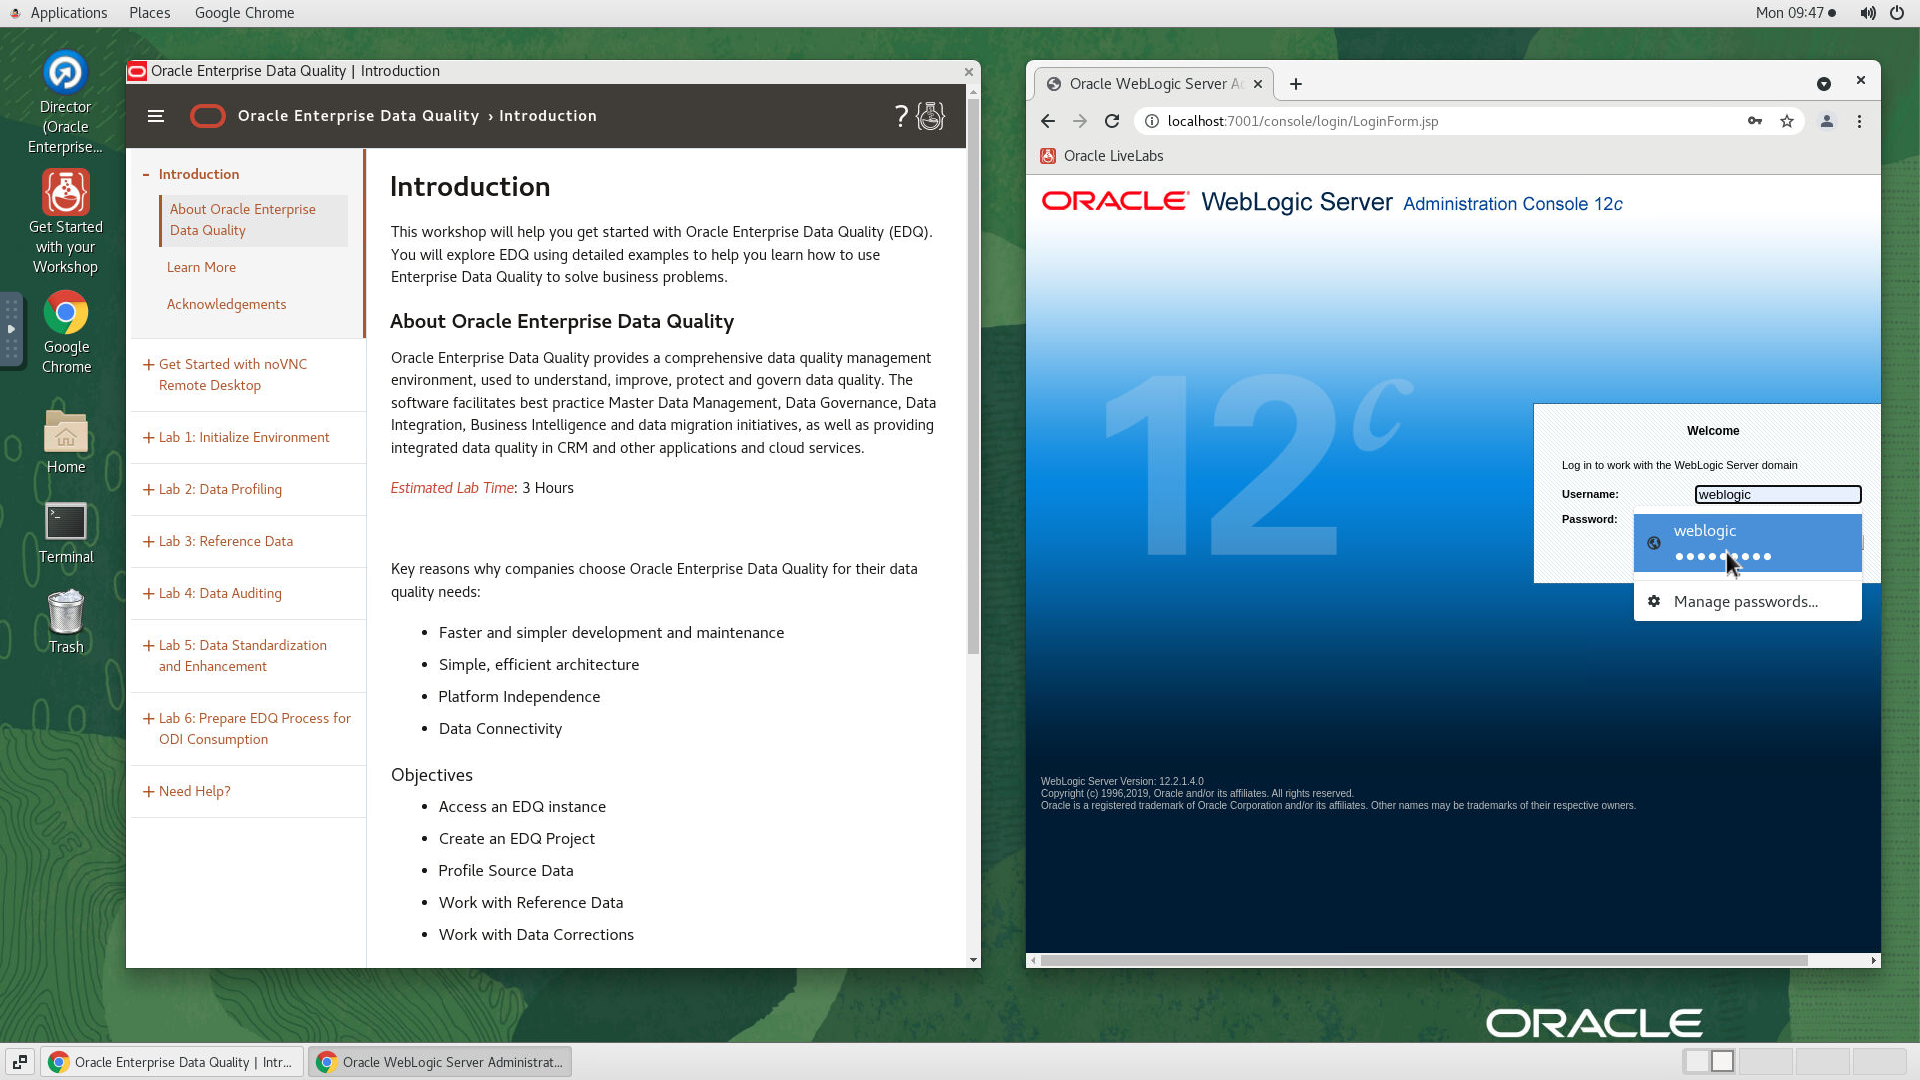 Applications Places Google Chrome Mon 09:47
Director
(Oracle
Enterprise...
Get Started
with your
Workshop
Google
Chrome
Home
Terminal
Trash
Oracle Enterprise Data Quality | Introduction
Oracle Enterprise Data Quality › Introduction
?
- Introduction
About Oracle Enterprise
Data Quality
Learn More
Acknowledgements
+ Get Started with noVNC
Remote Desktop
+ Lab 1: Initialize Environment
+ Lab 2: Data Profiling
+ Lab 3: Reference Data
+ Lab 4: Data Auditing
+ Lab 5: Data Standardization
and Enhancement
+ Lab 6: Prepare EDQ Process for
ODI Consumption
+ Need Help?
Introduction
This workshop will help you get started with Oracle Enterprise Data Quality (EDQ).
You will explore EDQ using detailed examples to help you learn how to use
Enterprise Data Quality to solve business problems.
About Oracle Enterprise Data Quality
Oracle Enterprise Data Quality provides a comprehensive data quality management
environment, used to understand, improve, protect and govern data quality. The
software facilitates best practice Master Data Management, Data Governance, Data
Integration, Business Intelligence and data migration initiatives, as well as providing
integrated data quality in CRM and other applications and cloud services.
Estimated Lab Time: 3 Hours
Key reasons why companies choose Oracle Enterprise Data Quality for their data
quality needs:
• Faster and simpler development and maintenance
• Simple, efficient architecture
• Platform Independence
• Data Connectivity
Objectives
• Access an EDQ instance
• Create an EDQ Project
• Profile Source Data
• Work with Reference Data
• Work with Data Corrections
Oracle WebLogic Server A
localhost:7001/console/login/LoginForm.jsp
Oracle LiveLabs
ORACLE WebLogic Server Administration Console 12c
12c
Welcome
Log in to work with the WebLogic Server domain
Username: weblogic
Password:
weblogic
••••••••••
Manage passwords...
WebLogic Server Version: 12.2.1.4.0
Copyright (c) 1996,2019, Oracle and/or its affiliates. All rights reserved.
Oracle is a registered trademark of Oracle Corporation and/or its affiliates. Other names may be trademarks of their respective owners.
ORACLE
Oracle Enterprise Data Quality | Intr...
Oracle WebLogic Server Administrat...